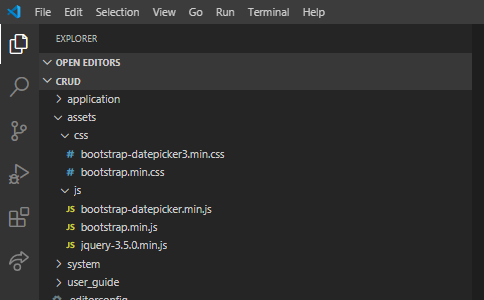 File Edit Selection View Go Run Terminal Help
EXPLORER
OPEN EDITORS
CRUD
application
assets
css
# bootstrap-datepicker3.min.css
# bootstrap.min.css
js
JS bootstrap-datepicker.min.js
JS bootstrap.min.js
JS jquery-3.5.0.min.js
system
user_guide
.editorconfig